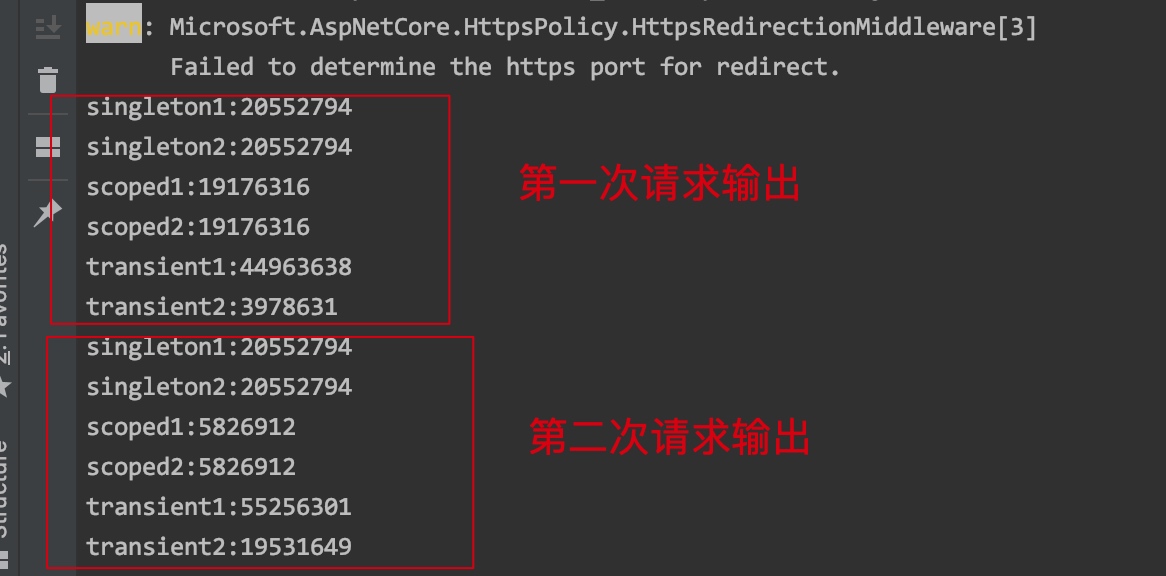 warn: Microsoft.AspNetCore.HttpsPolicy.HttpsRedirectionMiddleware[3]
Failed to determine the https port for redirect.
singleton1:20552794
singleton2:20552794
scoped1:19176316
scoped2:19176316
transient1:44963638
transient2:3978631
第一次请求输出
singleton1:20552794
singleton2:20552794
scoped1:5826912
scoped2:5826912
transient1:55256301
transient2:19531649
第二次请求输出
2: Favorites
Structure